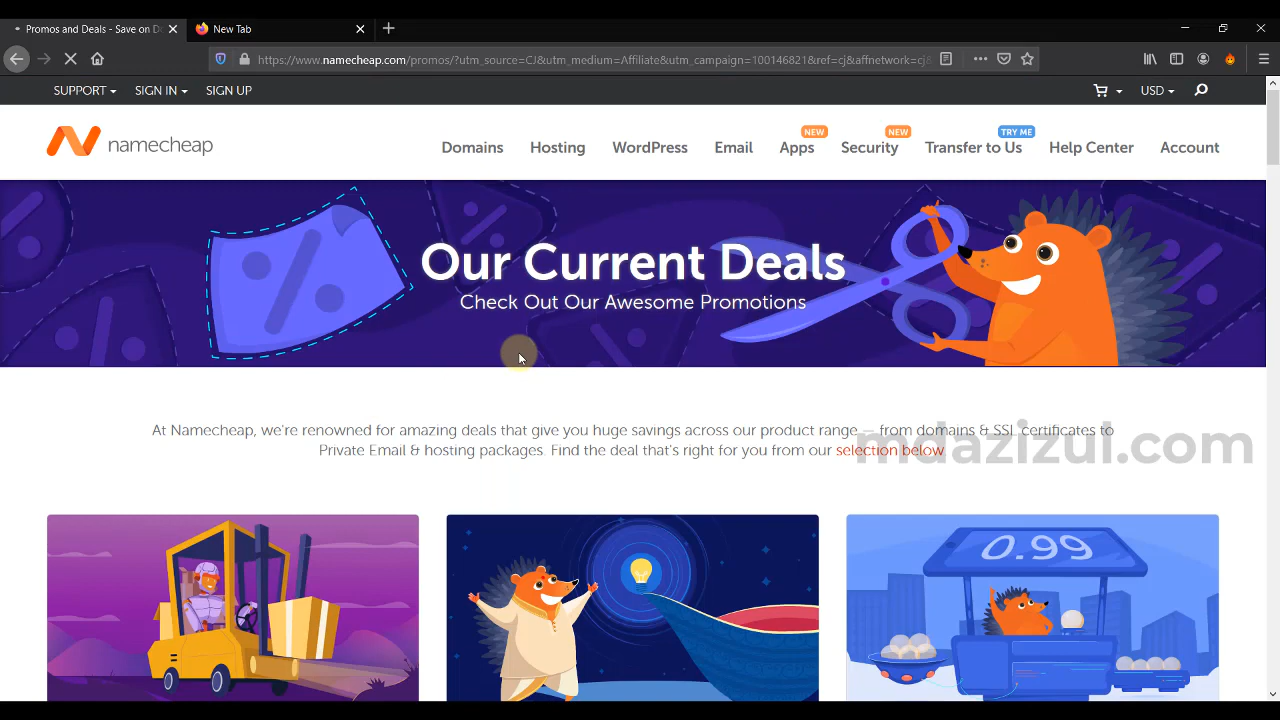 Promos and Deals - Save on Do
New Tab
https://www.namecheap.com/promos/?utm_source=CJ&utm_medium=Affiliate&utm_campaign=100146821&ref=cj&affnetwork=cj
SUPPORT SIGN IN SIGN UP USD
NEW NEW TRY ME
namecheap Domains Hosting WordPress Email Apps Security Transfer to Us Help Center Account
Our Current Deals
Check Out Our Awesome Promotions
At Namecheap, we're renowned for amazing deals that give you huge savings across our product range — from domains & SSL certificates to
Private Email & hosting packages. Find the deal that's right for you from our selection below
mdazizul.com
0.99